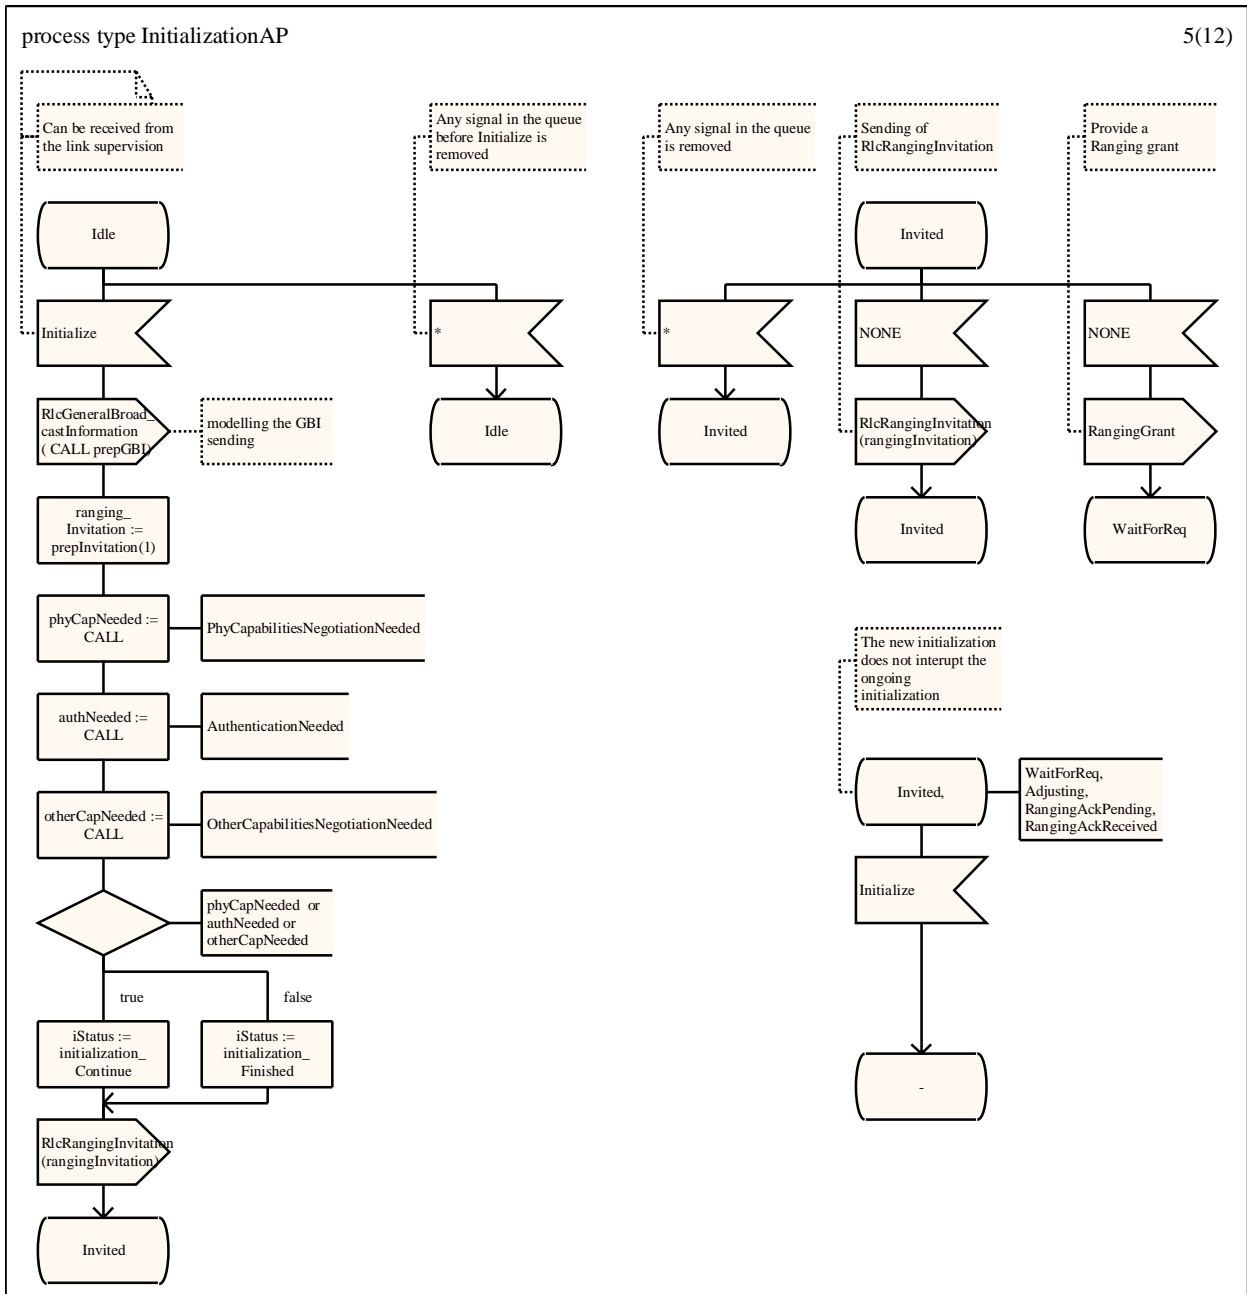 process type InitializationAP
5(12)
Can be received from
the link supervision
Any signal in the queue
before Initialize is
removed
Any signal in the queue
is removed
Sending of
RlcRangingInvitation
Provide a
Ranging grant
Idle
Invited
Initialize
*
*
NONE
NONE
RlcGeneralBroad_
castInformation
( CALL prepGBI)
modelling the GBI
sending
Idle
Invited
RlcRangingInvitation
(rangingInvitation)
RangingGrant
ranging_
Invitation :=
prepInvitation(1)
Invited
WaitForReq
phyCapNeeded :=
CALL
PhyCapabilitiesNegotiationNeeded
The new initialization
does not interupt the
ongoing
initialization
authNeeded :=
CALL
AuthenticationNeeded
Invited,
WaitForReq,
Adjusting,
RangingAckPending,
RangingAckReceived
otherCapNeeded :=
CALL
OtherCapabilitiesNegotiationNeeded
Initialize
phyCapNeeded or
authNeeded or
otherCapNeeded
true
false
iStatus :=
initialization_
Continue
iStatus :=
initialization_
Finished
-
RlcRangingInvitation
(rangingInvitation)
Invited